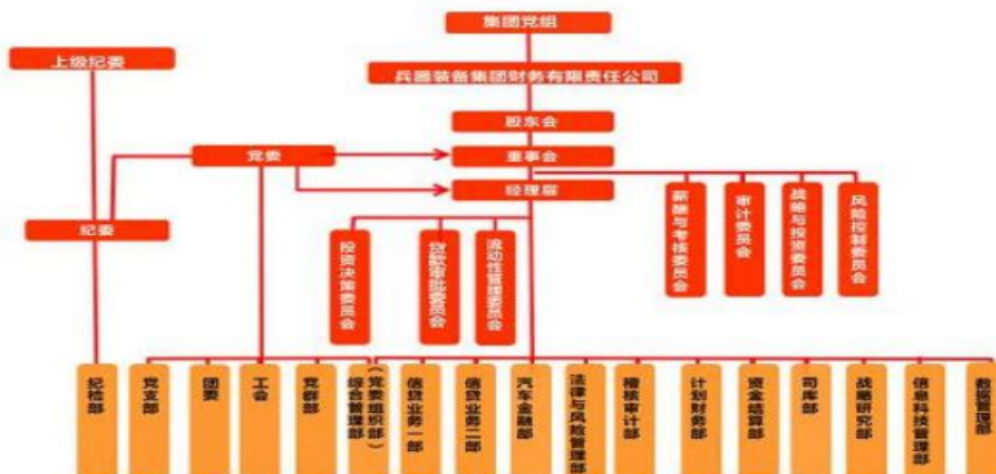 集团党组
上级纪委
兵器装备集团财务有限责任公司
股东会
党委
董事会
经理层
纪委
薪酬与考核委员会
审计委员会
战略与投资委员会
风险控制委员会
投资决策委员会
贷款审批委员会
流动性管理委员会
纪检部
党支部
团委
工会
党群部
综合管理部
（党委组织部）
信贷业务一部
信贷业务二部
汽车金融部
法律与风险管理部
稽核审计部
计划财务部
资金结算部
司库部
战略研究部
信息科技管理部
数据管理部